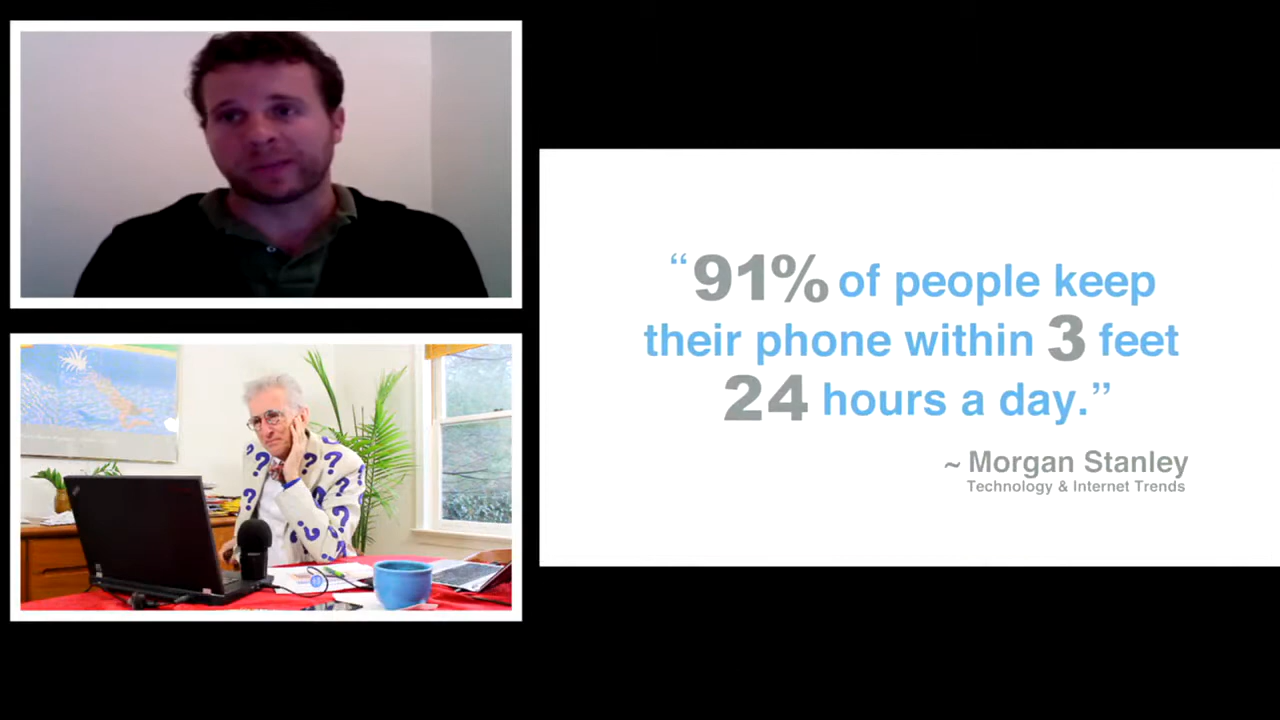 “91% of people keep
their phone within 3 feet
24 hours a day.”
~ Morgan Stanley
Technology & Internet Trends